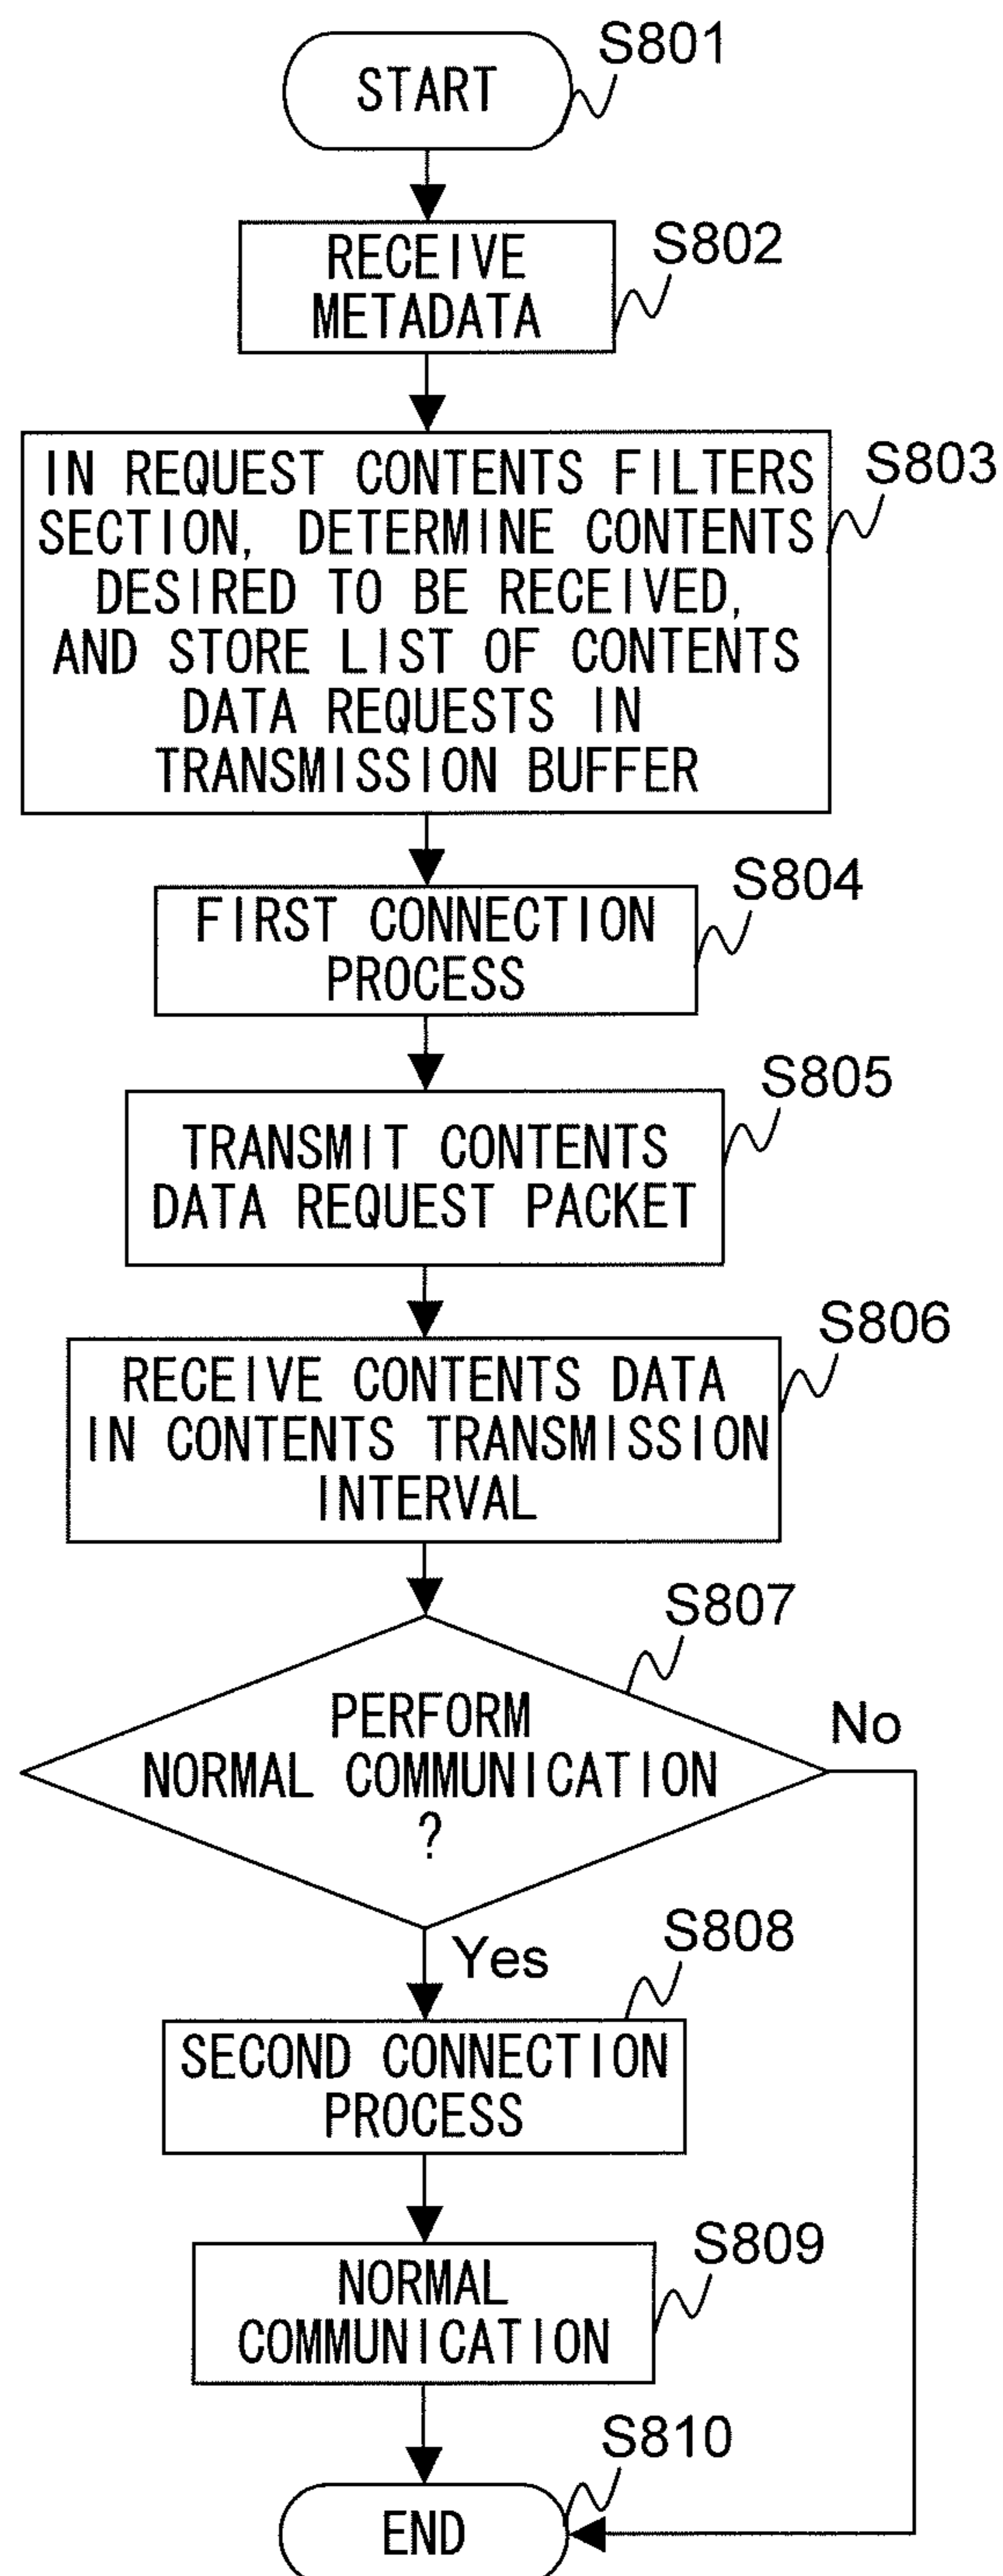 START
S801
RECEIVE
METADATA
S802
IN REQUEST CONTENTS FILTERS
SECTION, DETERMINE CONTENTS
DESIRED TO BE RECEIVED,
AND STORE LIST OF CONTENTS
DATA REQUESTS IN
TRANSMISSION BUFFER
S803
FIRST CONNECTION
PROCESS
S804
TRANSMIT CONTENTS
DATA REQUEST PACKET
S805
RECEIVE CONTENTS DATA
IN CONTENTS TRANSMISSION
INTERVAL
S806
PERFORM
NORMAL COMMUNICATION
?
S807
No
Yes
SECOND CONNECTION
PROCESS
S808
NORMAL
COMMUNICATION
S809
END
S810